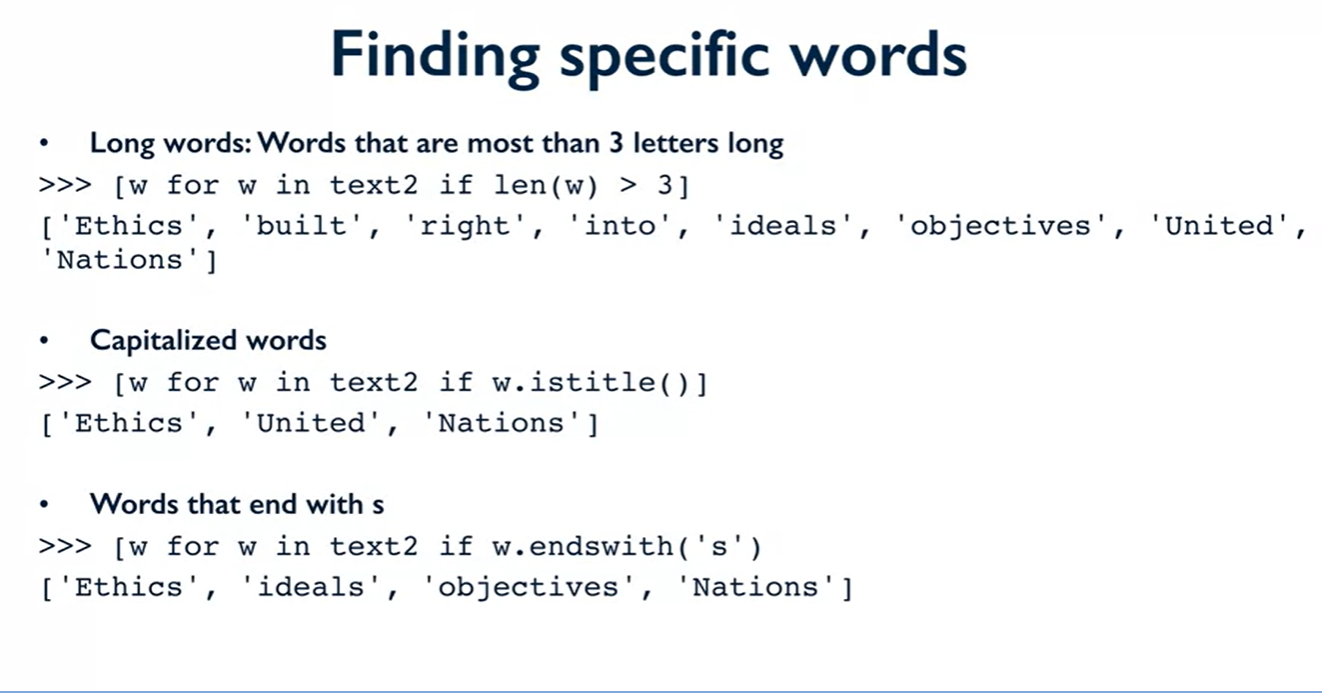 Finding specific words
• Long words: Words that are most than 3 letters long
>>> [w for w in text2 if len(w) > 3]
['Ethics', 'built', 'right', 'into', 'ideals', 'objectives', 'United',
'Nations']
• Capitalized words
>>> [w for w in text2 if w.istitle()]
['Ethics', 'United', 'Nations']
• Words that end with s
>>> [w for w in text2 if w.endswith('s')
['Ethics', 'ideals', 'objectives', 'Nations']